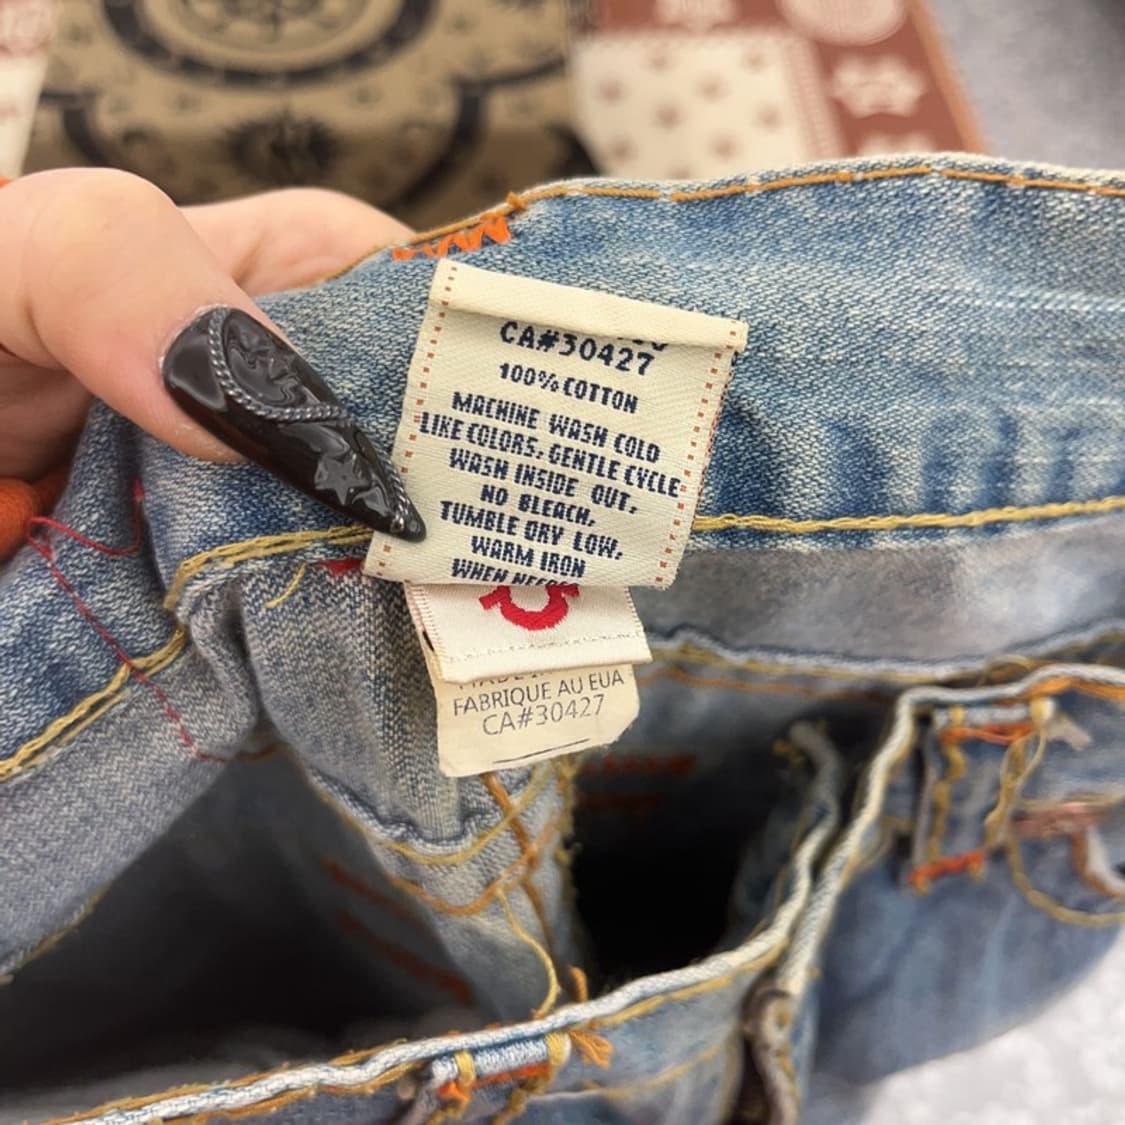 CA#30427
100% COTTON
MACHINE WASH COLD
LIKE COLORS, GENTLE CYCLE
WASH INSIDE OUT,
NO BLEACH,
TUMBLE DRY LOW,
WARM IRON
WHEN
FABRIQUE AU EUA
CA#30427